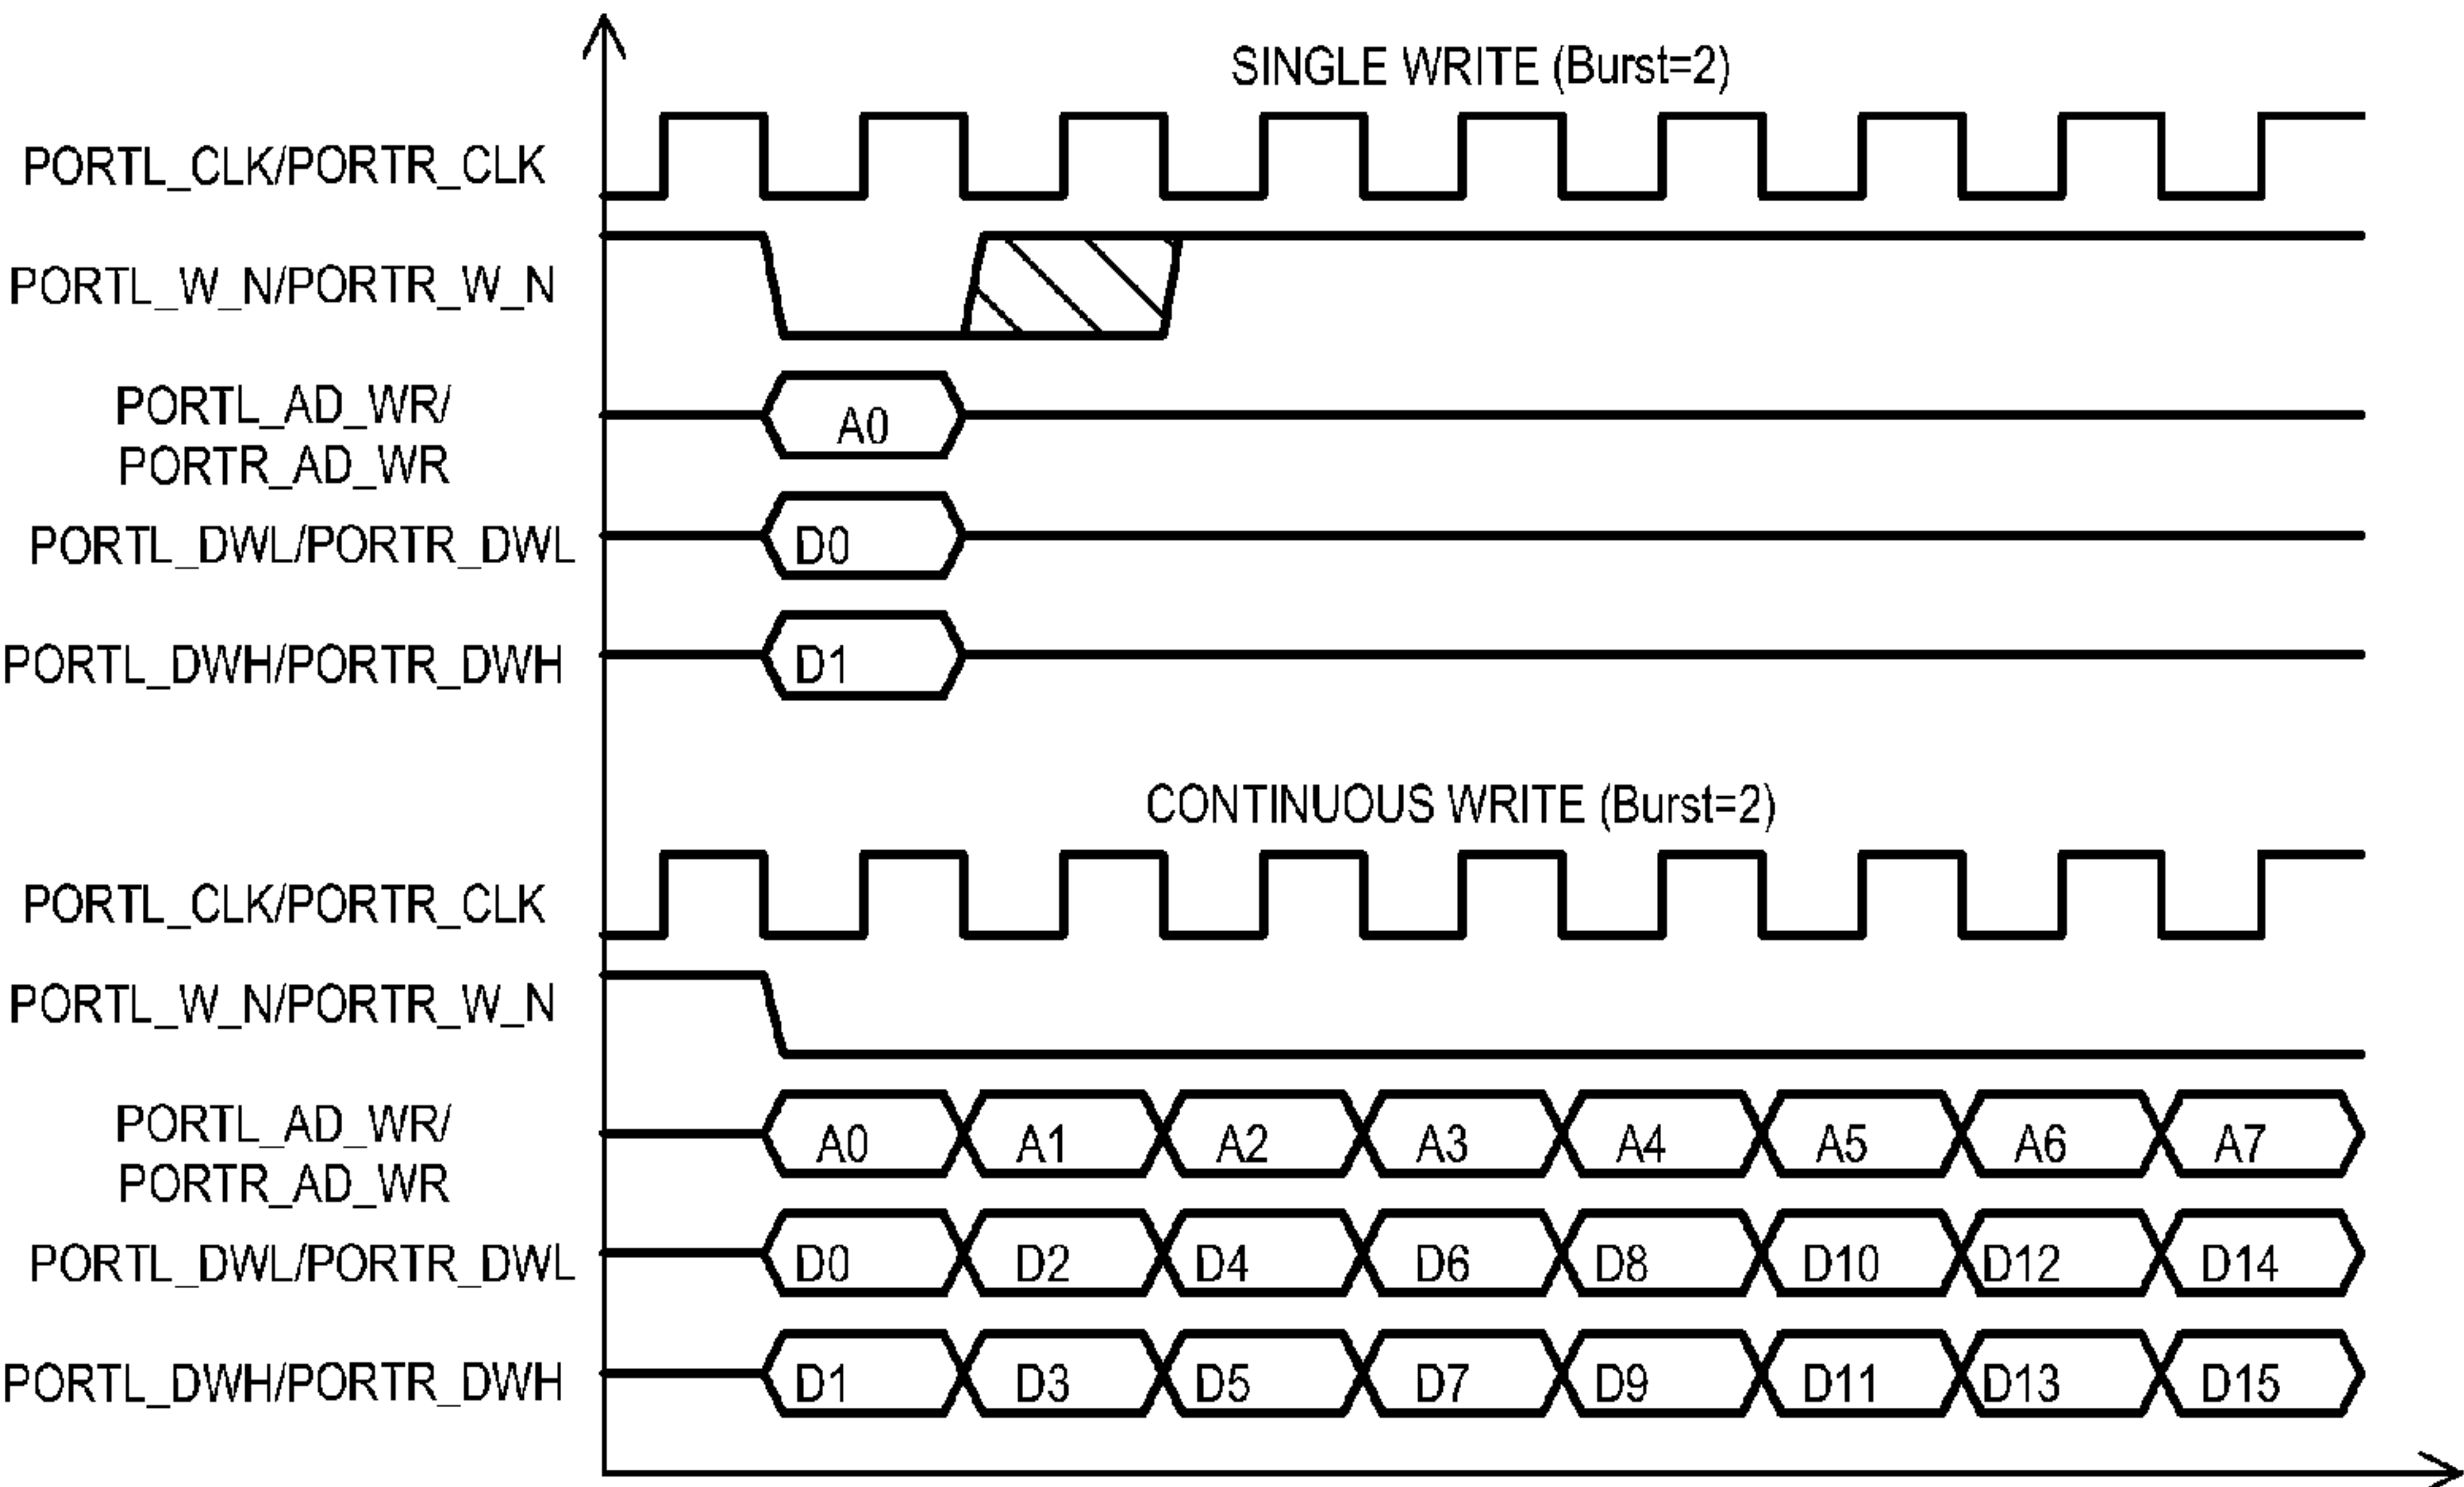 SINGLE WRITE (Burst=2)
PORTL_CLK/PORTR_CLK
PORTL_W_N/PORTR_W_N
PORTL_AD_WR/
PORTR_AD_WR
A0
PORTL_DWL/PORTR_DWL D0
PORTL_DWH/PORTR_DWH D1
CONTINUOUS WRITE (Burst=2)
PORTL_CLK/PORTR_CLK
PORTL_W_N/PORTR_W_N
PORTL_AD_WR/
PORTR_AD_WR
A0 A1 A2 A3 A4 A5 A6 A7
PORTL_DWL/PORTR_DWL D0 D2 D4 D6 D8 D10 D12 D14
PORTL_DWH/PORTR_DWH D1 D3 D5 D7 D9 D11 D13 D15